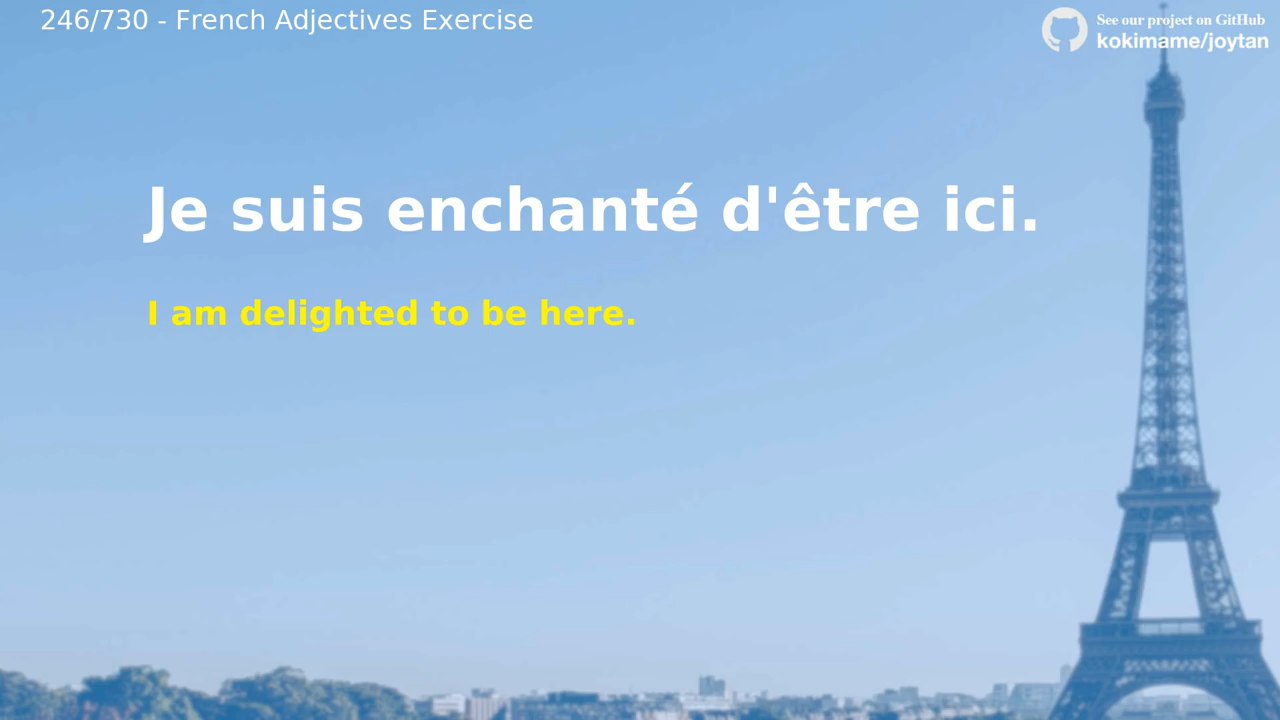 246/730 - French Adjectives Exercise
See our project on GitHub
kokimame/joytan
Je suis enchanté d'être ici.
I am delighted to be here.